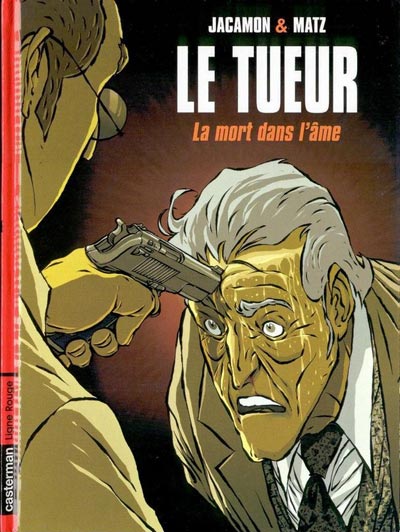 JACAMON & MATZ
LE TUEUR
La mort dans l'âme
casterman Ligne Rouge